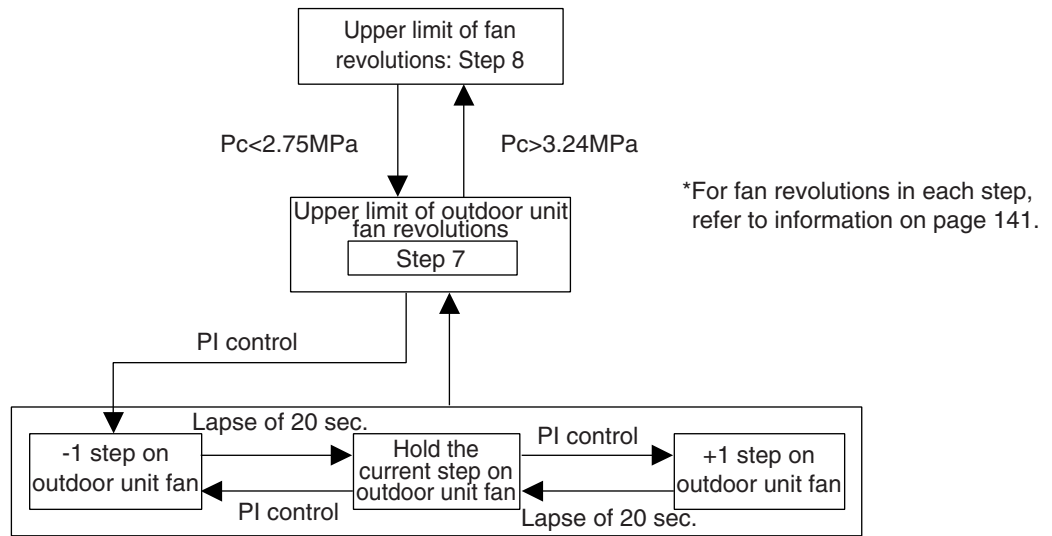 Upper limit of fan
revolutions: Step 8
Pc<2.75MPa
Pc>3.24MPa
*For fan revolutions in each step,
refer to information on page 141.
Upper limit of outdoor unit
fan revolutions
Step 7
PI control
Lapse of 20 sec.
-1 step on
outdoor unit fan
Hold the
current step on
outdoor unit fan
PI control
+1 step on
outdoor unit fan
PI control
Lapse of 20 sec.